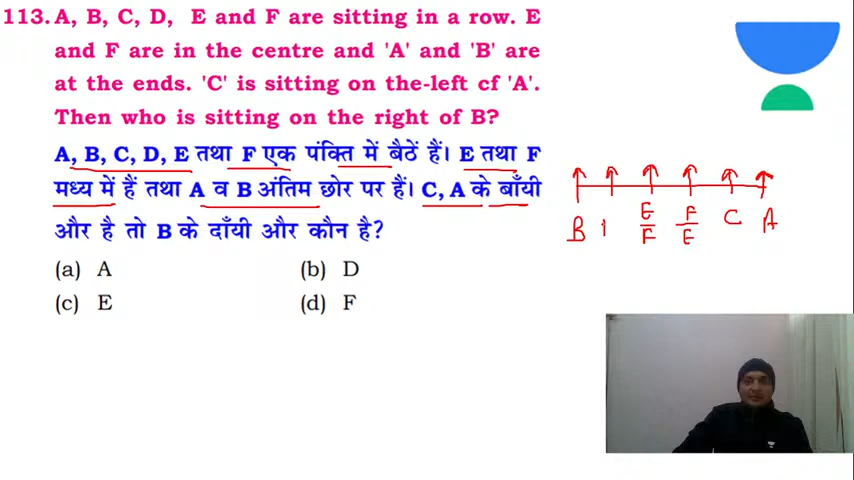 113. A, B, C, D, E and F are sitting in a row. E
and F are in the centre and 'A' and 'B' are
at the ends. 'C' is sitting on the-left cf 'A'.
Then who is sitting on the right of B?
A, B, C, D, E तथा F एक पंक्ति में बैठें हैं। E तथा F
मध्य में हैं तथा A व B अंतिम छोर पर हैं। C, A के बाँयी
और है तो B के दाँयी और कौन है?
(a) A (b) D
(c) E (d) F
E F
B F E C A